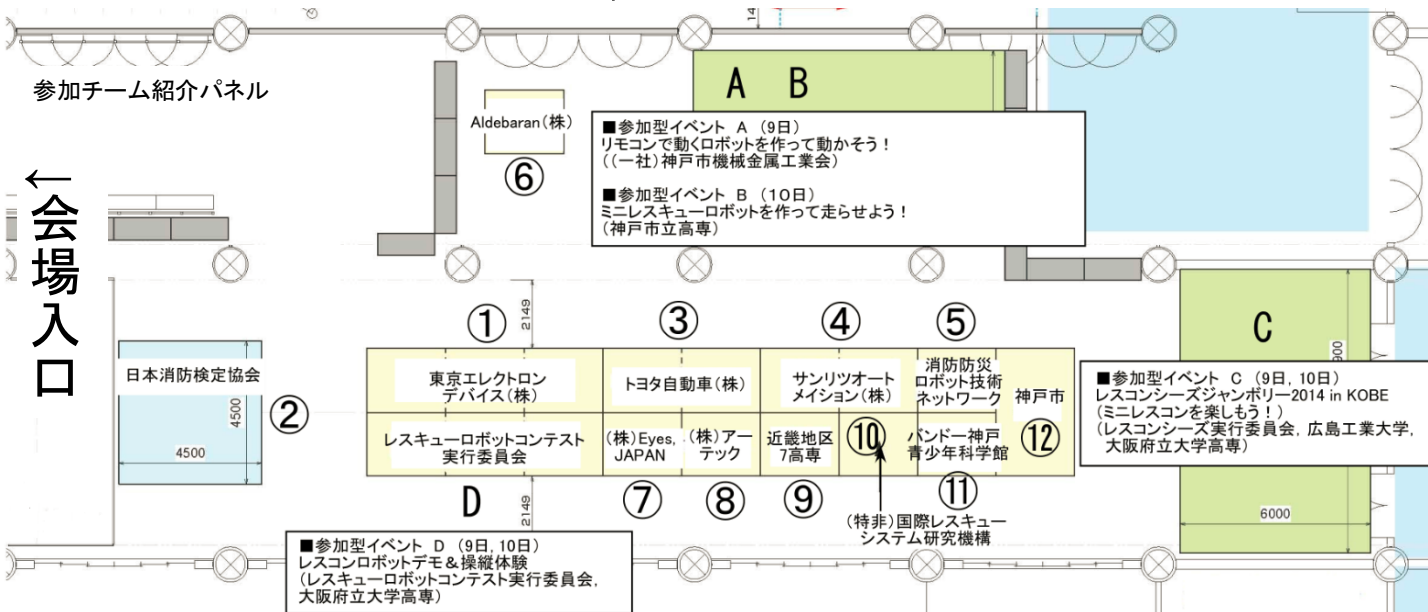 14
参加チーム紹介パネル
A B
Aldebaran(株)
⑥
■参加型イベント A (9日)
リモコンで動くロボットを作って動かそう！
((一社)神戸市機械金属工業会)
■参加型イベント B (10日)
ミニレスキューロボットを作って走らせよう！
(神戸市立高専)
←会場入口
① 2149 ③ ④ ⑤
C
900
日本消防検定協会
4500
4500
②
東京エレクトロン
デバイス(株)
トヨタ自動車(株)
サンリツオート
メイション(株)
消防防災
ロボット技術
ネットワーク
神戸市
⑫
レスキューロボットコンテスト
実行委員会
(株)Eyes,
JAPAN
(株)アー
テック
近畿地区
7高専
⑩
バンドー神戸
青少年科学館
D 2149 ⑦ ⑧ ⑨ ⑪
(特非)国際レスキュー
システム研究機構
■参加型イベント C (9日, 10日)
レスコンシーズジャンボリー2014 in KOBE
(ミニレスコンを楽しもう！)
(レスコンシーズ実行委員会, 広島工業大学,
大阪府立大学高専)
6000
■参加型イベント D (9日, 10日)
レスコンロボットデモ&操縦体験
(レスキューロボットコンテスト実行委員会,
大阪府立大学高専)